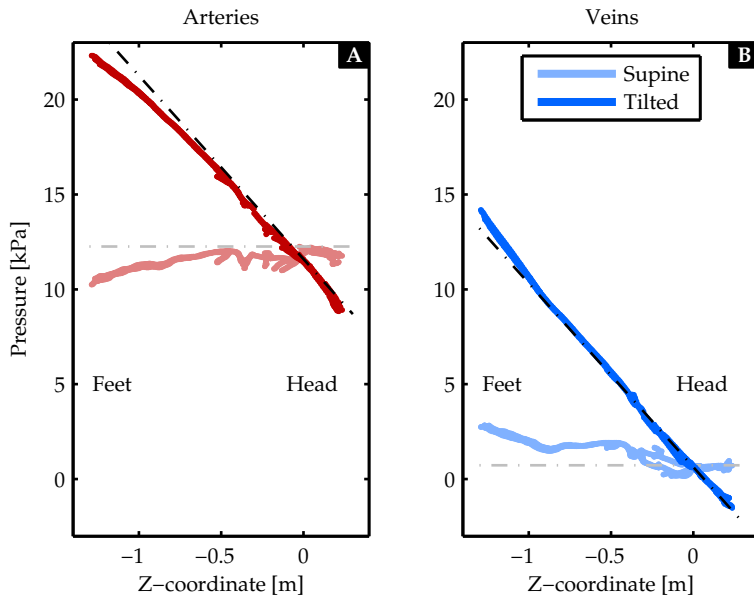 Arteries
Veins
A
B
Supine
Tilted
20
15
10
5
0
20
15
10
5
0
Pressure [kPa]
Feet
Head
Feet
Head
−1
−0.5
0
−1
−0.5
0
Z−coordinate [m]
Z−coordinate [m]